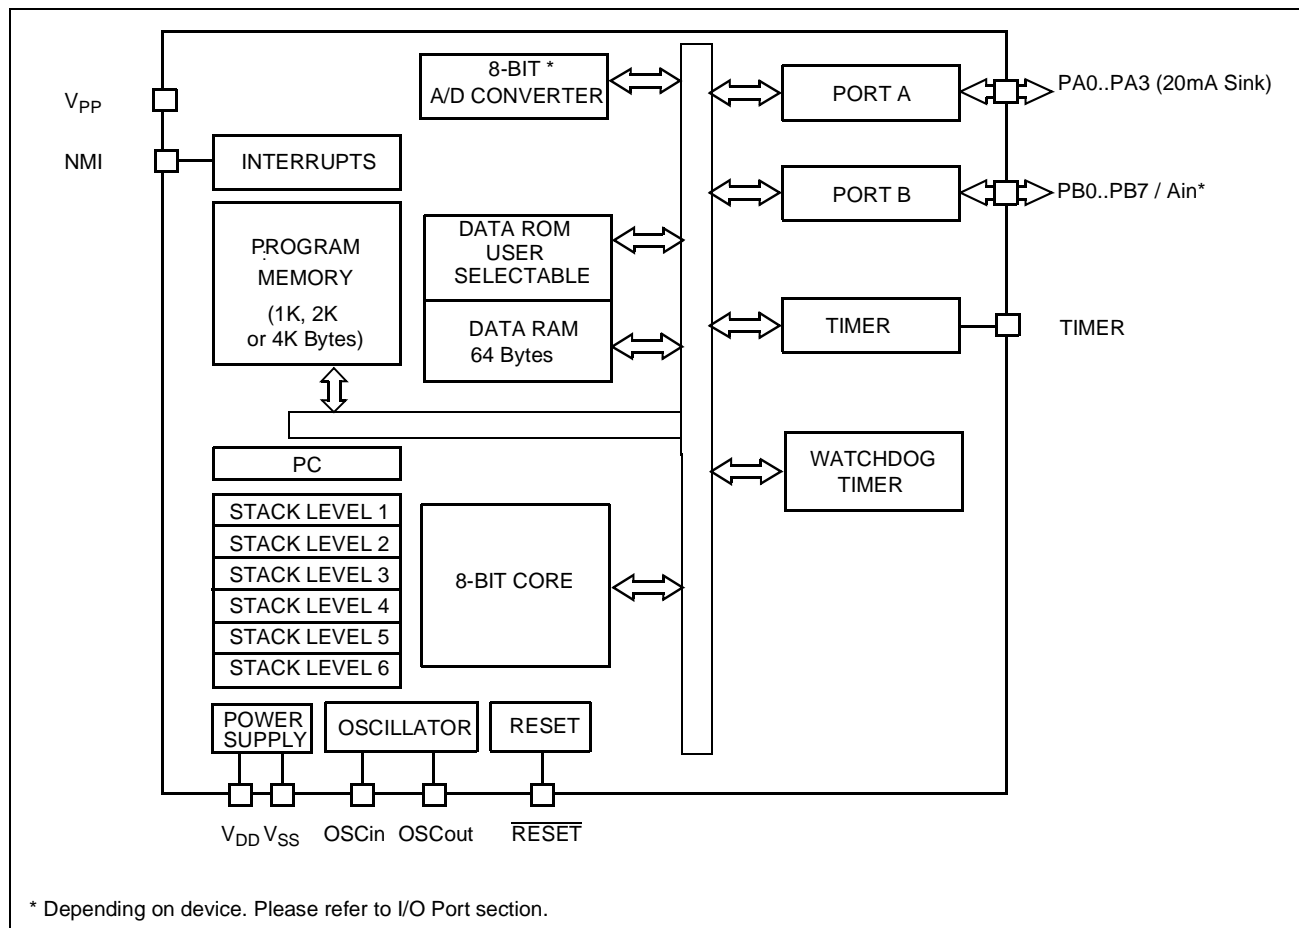 V_PP
NMI
INTERRUPTS
PROGRAM
:
MEMORY
(1K, 2K
or 4K Bytes)
PC
STACK LEVEL 1
STACK LEVEL 2
STACK LEVEL 3
STACK LEVEL 4
STACK LEVEL 5
STACK LEVEL 6
POWER
SUPPLY
OSCILLATOR
RESET
8-BIT *
A/D CONVERTER
DATA ROM
USER
SELECTABLE
DATA RAM
64 Bytes
8-BIT CORE
PORT A
PORT B
TIMER
WATCHDOG
TIMER
PA0..PA3 (20mA Sink)
PB0..PB7 / Ain*
TIMER
V_DD V_SS OSCin OSCout RESET
* Depending on device. Please refer to I/O Port section.